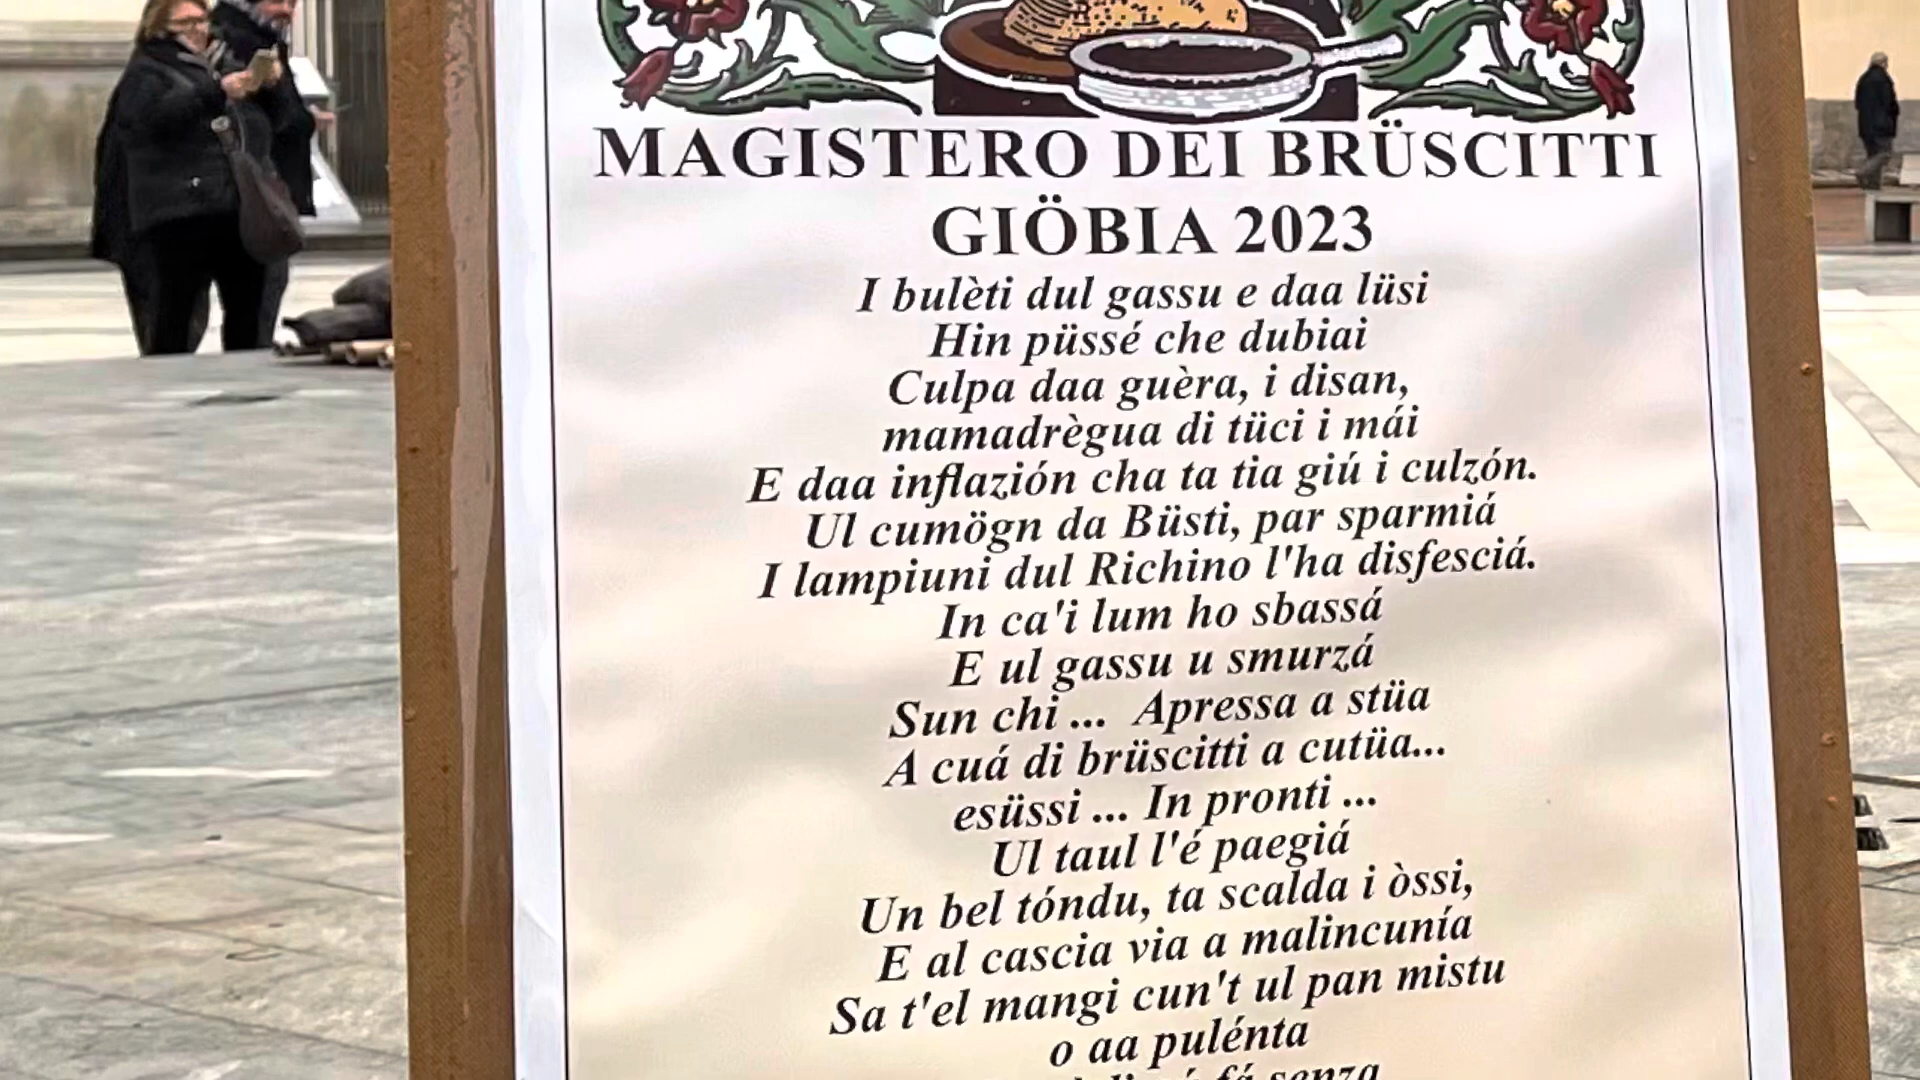 MAGISTERO DEI BRÜSCITTI
GIÖBIA 2023
I bulèti dul gassu e daa lüsi
Hin püssé che dubiai
Culpa daa guèra, i disan,
mamadrègua di tüci i mái
E daa inflazión cha ta tia giú i culzón.
Ul cumögn da Büsti, par sparmiá
I lampiuni dul Richino l'ha disfesciá.
In ca'i lum ho sbassá
E ul gassu u smurzá
Sun chi ... Apressa a stüa
A cuá di brüscitti a cutüa...
esüssi ... In pronti ...
Ul taul l'é paegiá
Un bel tóndu, ta scalda i òssi,
E al cascia via a malincunía
Sa t'el mangi cun't ul pan mistu
o aa pulénta
fá senza